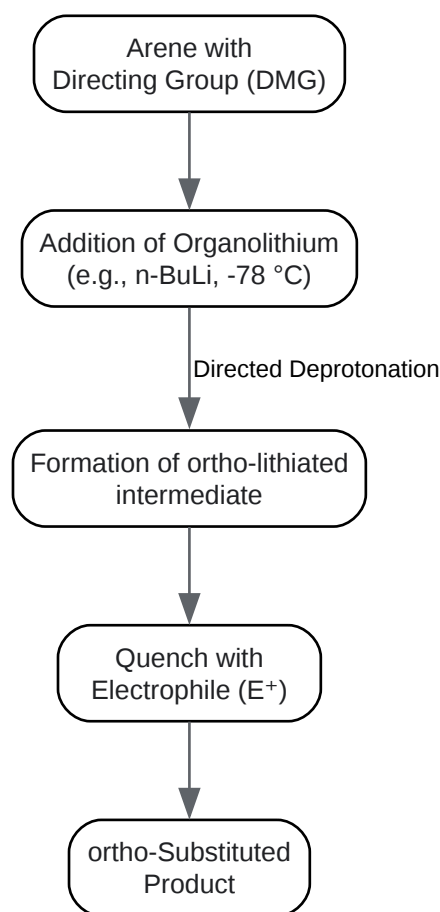 Arene with
Directing Group (DMG)
Addition of Organolithium
(e.g., n-BuLi, -78 °C)
Directed Deprotonation
Formation of ortho-lithiated
intermediate
Quench with
Electrophile (E⁺)
ortho-Substituted
Product